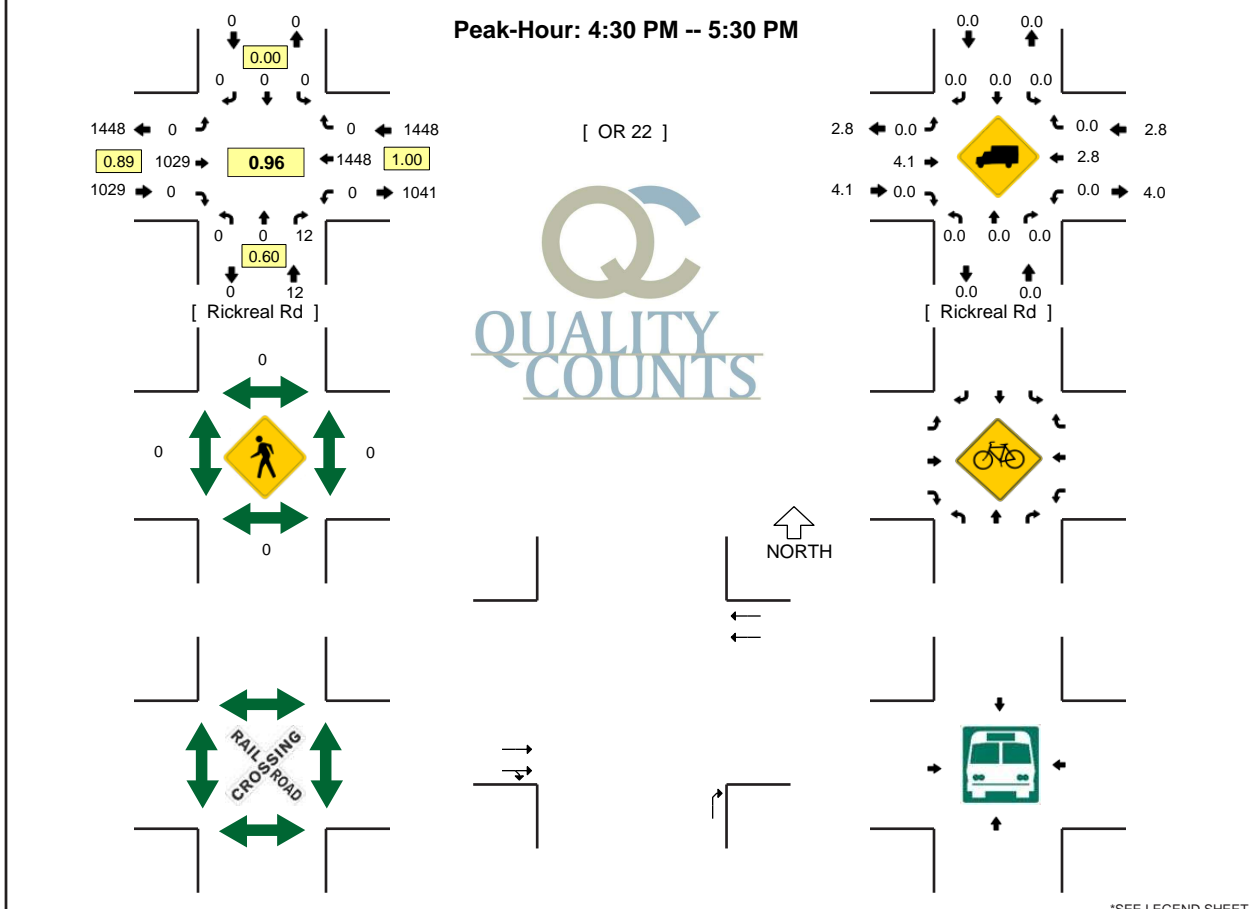 Peak-Hour: 4:30 PM -- 5:30 PM
0 0
0.00
0 0 0
1448 0 0 1448
0.89 1029 0.96 1448 1.00
1029 0 0 1041
0 0 12
0.60
0 12
[ Rickreal Rd ]
[ OR 22 ]
QC
QUALITY
COUNTS
0.0 0.0
0.0 0.0 0.0
2.8 0.0 0.0 2.8
4.1 2.8
4.1 0.0 0.0 4.0
0.0 0.0 0.0
0.0 0.0
[ Rickreal Rd ]
0
0 0
0
NORTH
RAIL ROAD
CROSSING
*SEE LEGEND SHEET